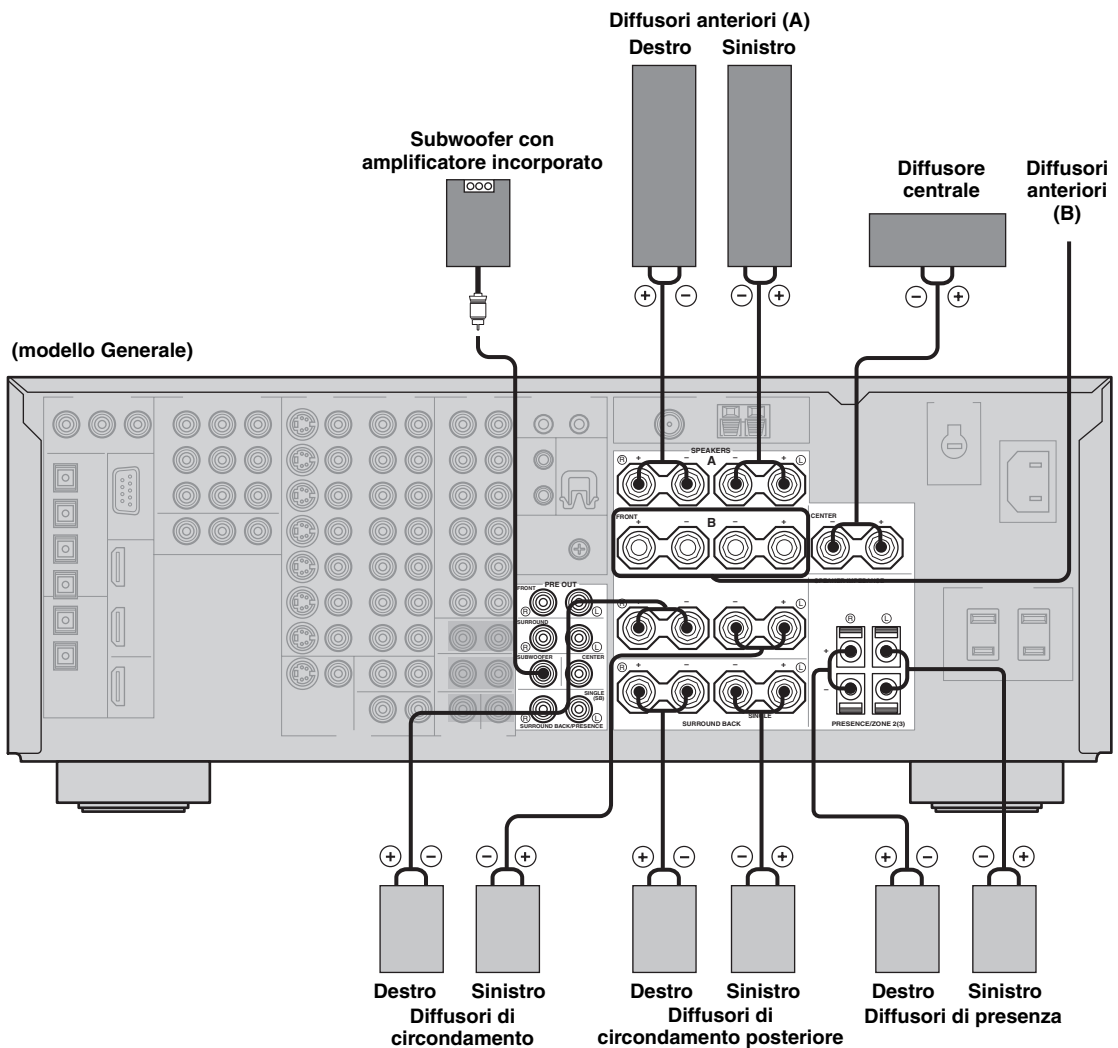 Diffusori anteriori (A)
Destro Sinistro
Subwoofer con
amplificatore incorporato
Diffusore
centrale
Diffusori
anteriori
(B)
+ − − +
− +
(modello Generale)
SPEAKERS
R + − A − + L
FRONT
B
+ − − +
CENTER
− +
PRE OUT
FRONT
R L
SURROUND
R L
SUBWOOFER
CENTER
SINGLE
(SB)
R L
SURROUND BACK/PRESENCE
R + − − + L
R + − − + L
SURROUND BACK
SINGLE
R L
+
−
PRESENCE/ZONE 2(3)
+ − − + + − − + + − − +
Destro Sinistro
Diffusori di
circondamento
Destro Sinistro
Diffusori di
circondamento posteriore
Destro Sinistro
Diffusori di presenza